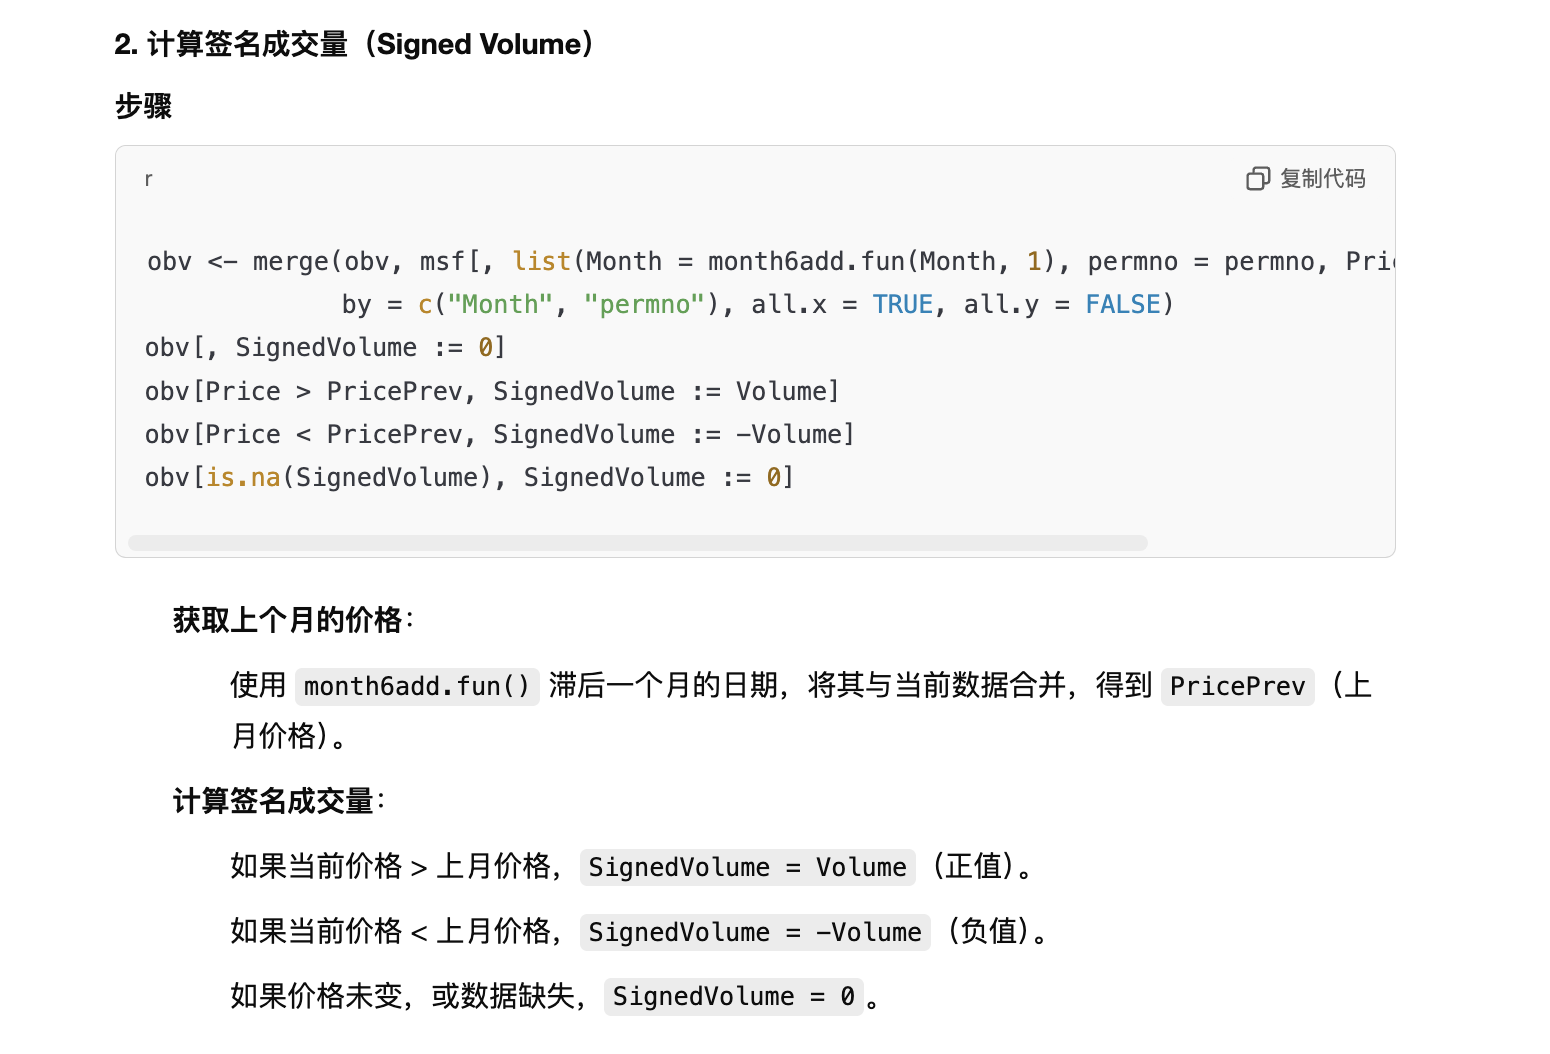 2. 计算签名成交量（Signed Volume）
步骤
r
复制代码
obv <- merge(obv, msf[, list(Month = month6add.fun(Month, 1), permno = permno, Pric
by = c("Month", "permno"), all.x = TRUE, all.y = FALSE)
obv[, SignedVolume := 0]
obv[Price > PricePrev, SignedVolume := Volume]
obv[Price < PricePrev, SignedVolume := -Volume]
obv[is.na(SignedVolume), SignedVolume := 0]
获取上个月的价格：
使用 month6add.fun() 滞后一个月的日期，将其与当前数据合并，得到 PricePrev（上
月价格）。
计算签名成交量：
如果当前价格 > 上月价格，SignedVolume = Volume（正值）。
如果当前价格 < 上月价格，SignedVolume = -Volume（负值）。
如果价格未变，或数据缺失，SignedVolume = 0。